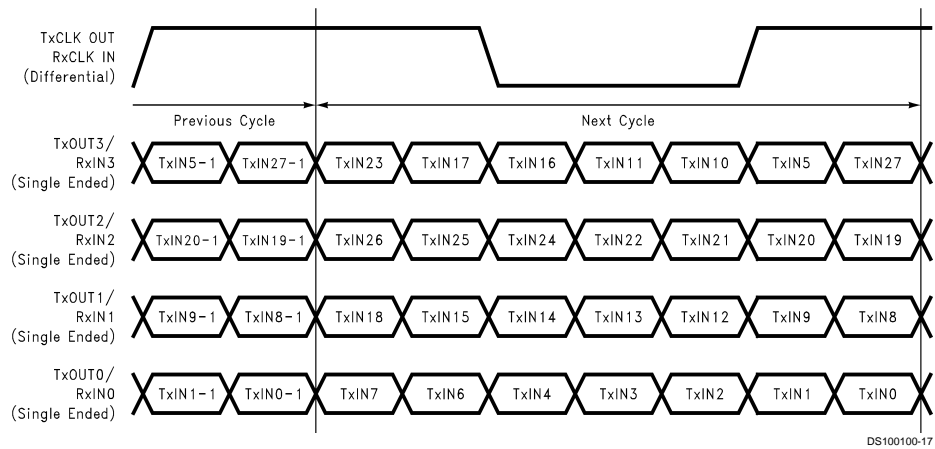 TxCLK OUT
RxCLK IN
(Differential)
Previous Cycle
Next Cycle
TxOUT3/
RxIN3
(Single Ended)
TxIN5-1 TxIN27-1 TxIN23 TxIN17 TxIN16 TxIN11 TxIN10 TxIN5 TxIN27
TxOUT2/
RxIN2
(Single Ended)
TxIN20-1 TxIN19-1 TxIN26 TxIN25 TxIN24 TxIN22 TxIN21 TxIN20 TxIN19
TxOUT1/
RxIN1
(Single Ended)
TxIN9-1 TxIN8-1 TxIN18 TxIN15 TxIN14 TxIN13 TxIN12 TxIN9 TxIN8
TxOUT0/
RxIN0
(Single Ended)
TxIN1-1 TxIN0-1 TxIN7 TxIN6 TxIN4 TxIN3 TxIN2 TxIN1 TxIN0
DS100100-17